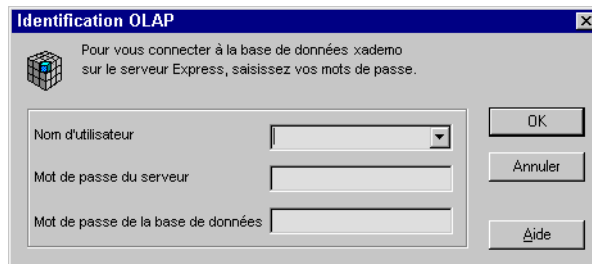 Identification OLAP
Pour vous connecter à la base de données xademo
sur le serveur Express, saisissez vos mots de passe.
Nom d'utilisateur
OK
Mot de passe du serveur
Annuler
Mot de passe de la base de données
Aide